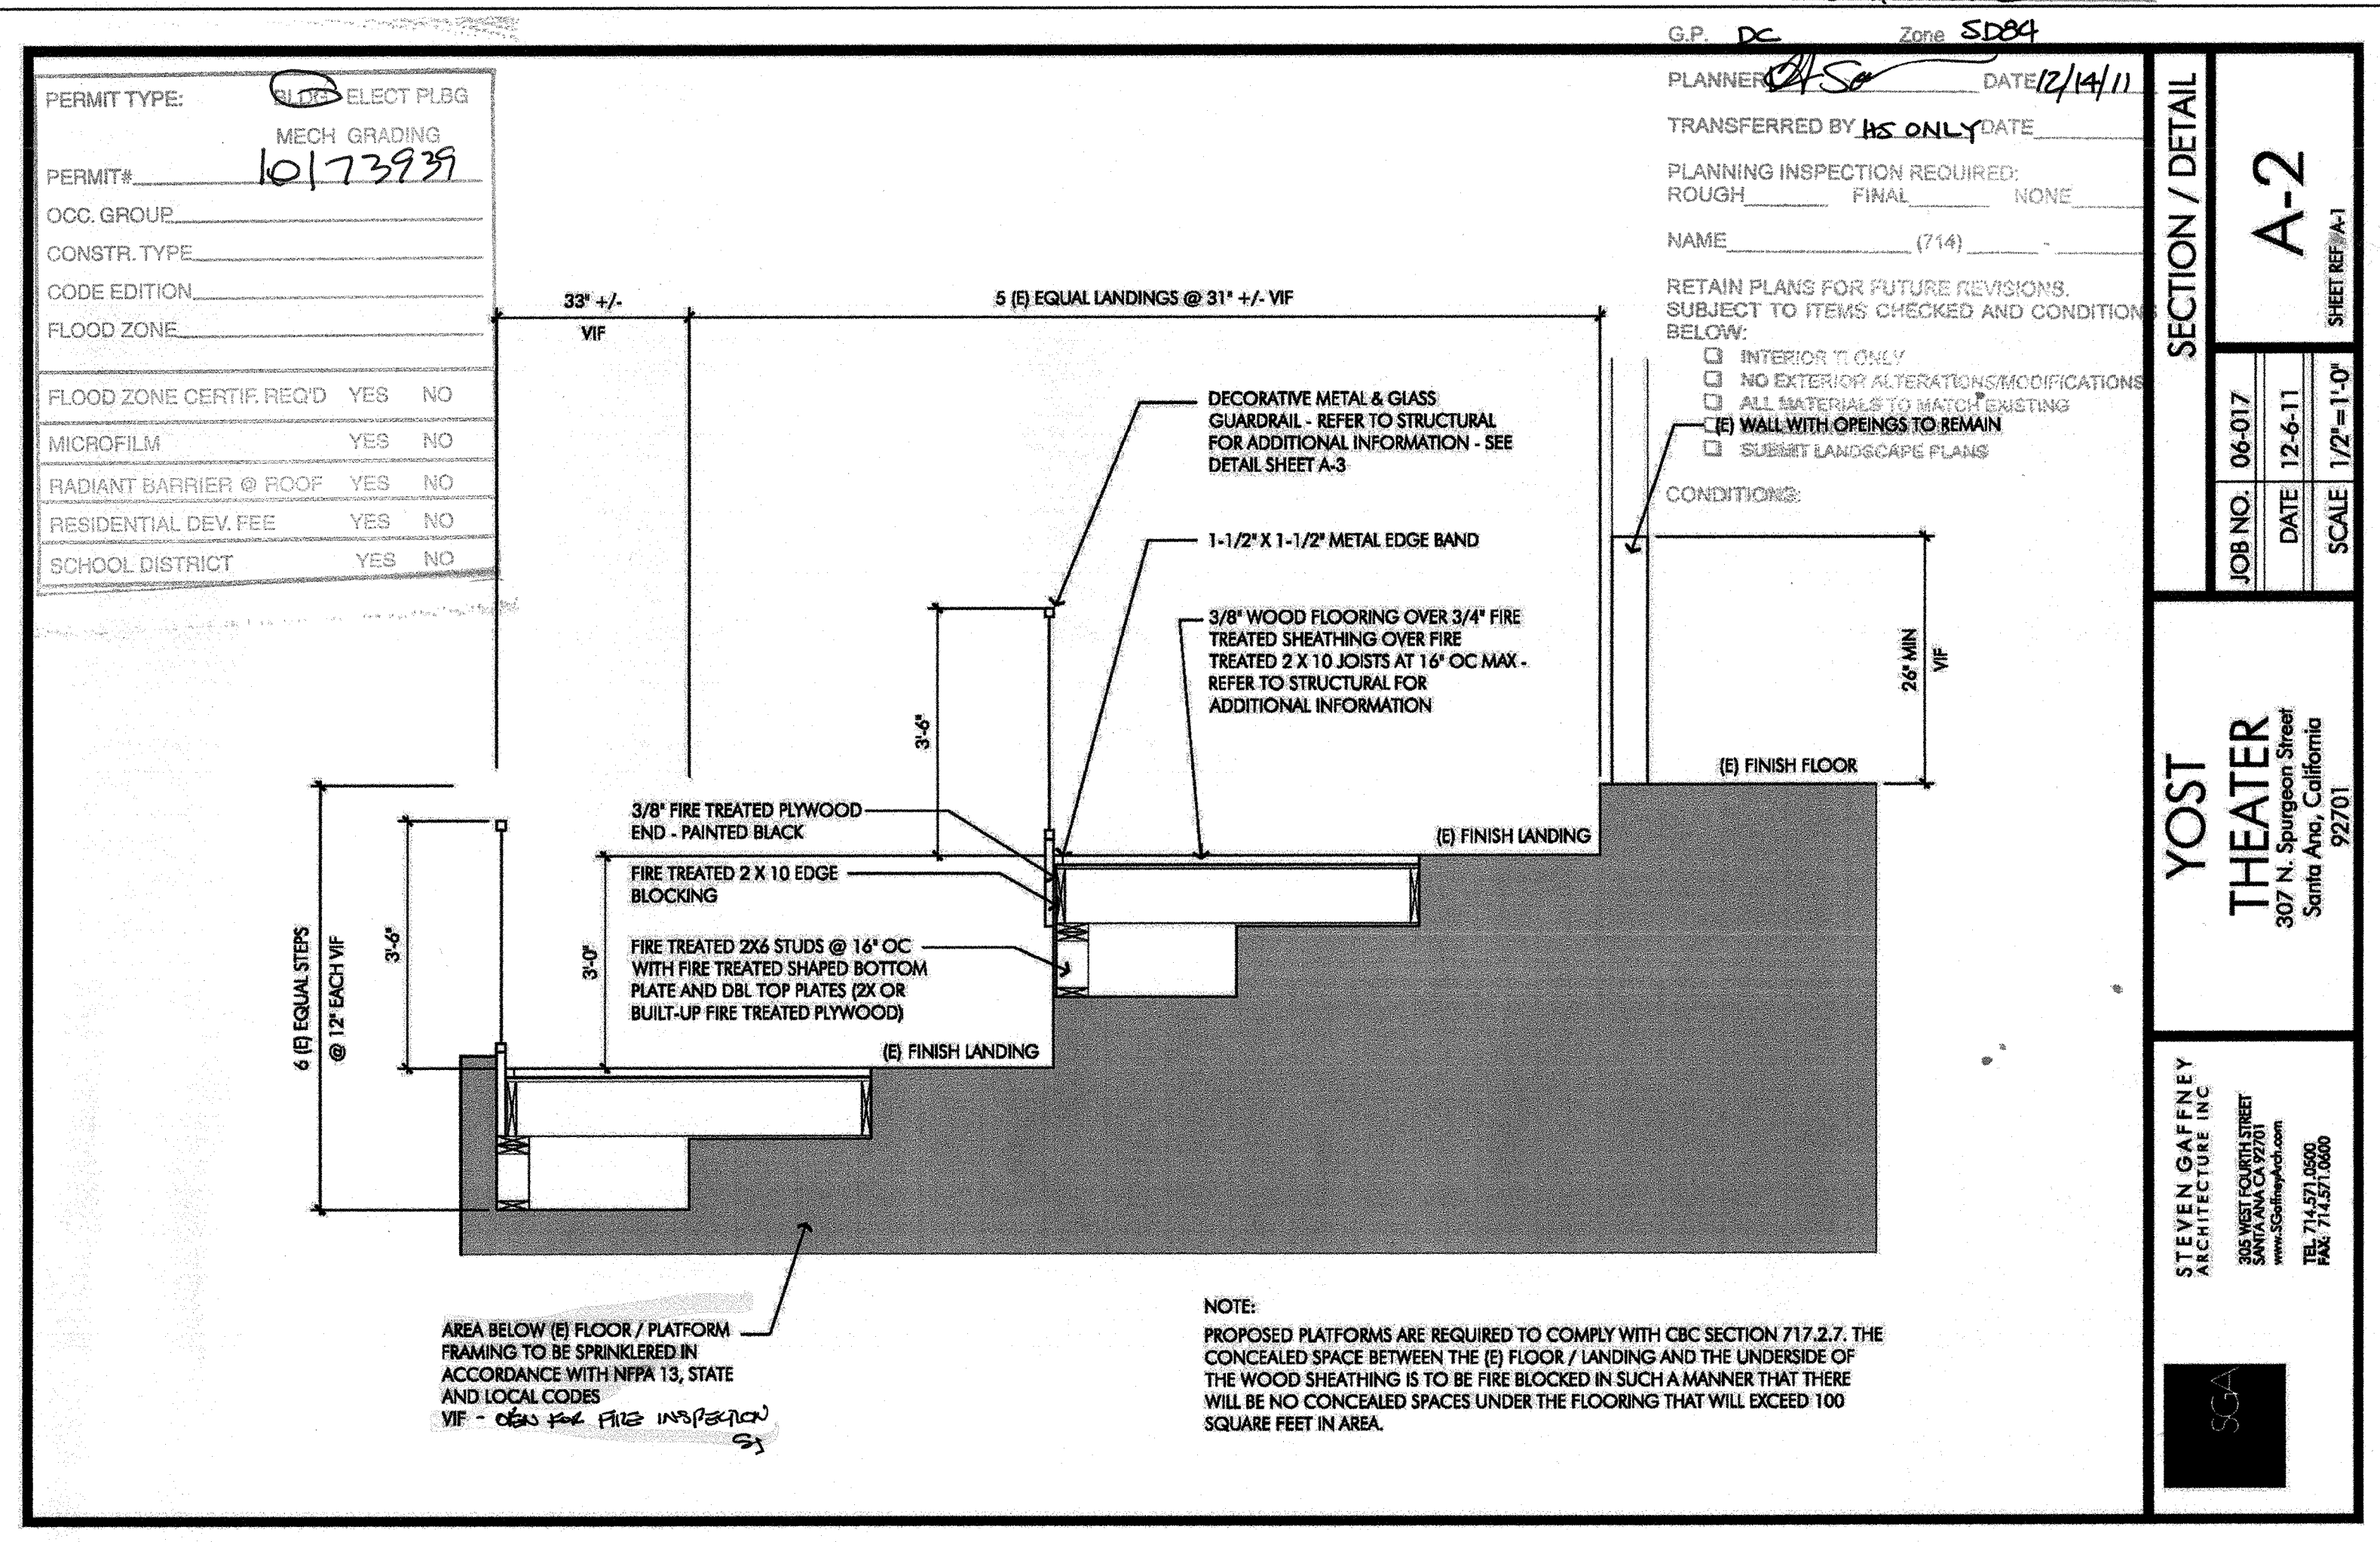 G.P. DC Zone SD84
PERMIT TYPE: BLDG ELECT PLBG
MECH GRADING
PERMIT# 10173939
OCC. GROUP
CONSTR. TYPE
CODE EDITION
FLOOD ZONE
FLOOD ZONE CERTIF. REQ'D YES NO
MICROFILM YES NO
RADIANT BARRIER @ ROOF YES NO
RESIDENTIAL DEV. FEE YES NO
SCHOOL DISTRICT YES NO
PLANNER DATE 12/14/11
TRANSFERRED BY HS ONLY DATE
PLANNING INSPECTION REQUIRED:
ROUGH FINAL NONE
NAME (714) -
RETAIN PLANS FOR FUTURE REVISIONS.
SUBJECT TO ITEMS CHECKED AND CONDITION
BELOW:
INTERIOR TI ONLY
NO EXTERIOR ALTERATIONS/MODIFICATIONS
ALL MATERIALS TO MATCH EXISTING
(E) WALL WITH OPEINGS TO REMAIN
SUBMIT LANDSCAPE PLANS
CONDITIONS:
33" +/-
VIF
5 (E) EQUAL LANDINGS @ 31" +/- VIF
DECORATIVE METAL & GLASS
GUARDRAIL - REFER TO STRUCTURAL
FOR ADDITIONAL INFORMATION - SEE
DETAIL SHEET A-3
1-1/2" X 1-1/2" METAL EDGE BAND
3/8" WOOD FLOORING OVER 3/4" FIRE
TREATED SHEATHING OVER FIRE
TREATED 2 X 10 JOISTS AT 16" OC MAX -
REFER TO STRUCTURAL FOR
ADDITIONAL INFORMATION
3'-6"
26" MIN
VIF
(E) FINISH FLOOR
3/8" FIRE TREATED PLYWOOD
END - PAINTED BLACK
(E) FINISH LANDING
FIRE TREATED 2 X 10 EDGE
BLOCKING
FIRE TREATED 2X6 STUDS @ 16" OC
WITH FIRE TREATED SHAPED BOTTOM
PLATE AND DBL TOP PLATES (2X OR
BUILT-UP FIRE TREATED PLYWOOD)
(E) FINISH LANDING
6 (E) EQUAL STEPS
@ 12" EACH VIF
3'-6"
3'-0"
AREA BELOW (E) FLOOR / PLATFORM
FRAMING TO BE SPRINKLERED IN
ACCORDANCE WITH NFPA 13, STATE
AND LOCAL CODES
VIF - OPEN FOR FIRE INSPECTION
SJ
NOTE:
PROPOSED PLATFORMS ARE REQUIRED TO COMPLY WITH CBC SECTION 717.2.7. THE
CONCEALED SPACE BETWEEN THE (E) FLOOR / LANDING AND THE UNDERSIDE OF
THE WOOD SHEATHING IS TO BE FIRE BLOCKED IN SUCH A MANNER THAT THERE
WILL BE NO CONCEALED SPACES UNDER THE FLOORING THAT WILL EXCEED 100
SQUARE FEET IN AREA.
SECTION / DETAIL
A-2
SHEET REF A-1
JOB NO. 06-017
DATE 12-6-11
SCALE 1/2"=1'-0"
YOST
THEATER
307 N. Spurgeon Street
Santa Ana, California
92701
STEVEN GAFFNEY
ARCHITECTURE INC
305 WEST FOURTH STREET
SANTA ANA CA 92701
www.SGaffneyArch.com
TEL 714.571.0500
FAX: 714.571.0600
SGA